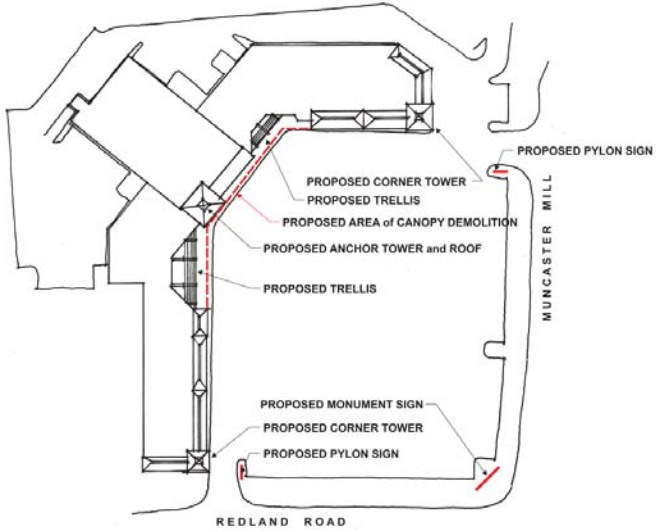 PROPOSED PYLON SIGN
PROPOSED CORNER TOWER
PROPOSED TRELLIS
PROPOSED AREA of CANOPY DEMOLITION
PROPOSED ANCHOR TOWER and ROOF
PROPOSED TRELLIS
MUNCASTER MILL
PROPOSED MONUMENT SIGN
PROPOSED CORNER TOWER
PROPOSED PYLON SIGN
REDLAND ROAD